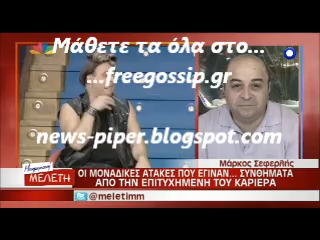 Μάθετε τα όλα στο...
...freegossip.gr
news-piper.blogspot.com
Μάρκος Σεφερλής
Μεσημεριανή
ΜΕΛΕΤΗ
ΟΙ ΜΟΝΑΔΙΚΕΣ ΑΤΑΚΕΣ ΠΟΥ ΕΓΙΝΑΝ... ΣΥΝΘΗΜΑΤΑ
ΑΠΟ ΤΗΝ ΕΠΙΤΥΧΗΜΕΝΗ ΤΟΥ ΚΑΡΙΕΡΑ
@meletimm